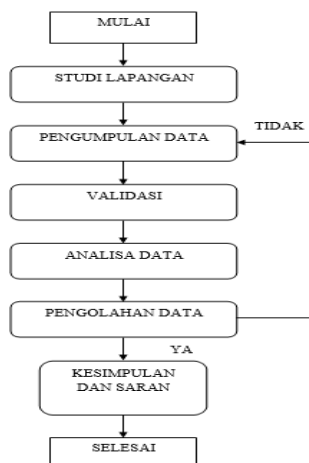 MULAI
STUDI LAPANGAN
TIDAK
PENGUMPULAN DATA
VALIDASI
ANALISA DATA
PENGOLAHAN DATA
YA
KESIMPULAN
DAN SARAN
SELESAI